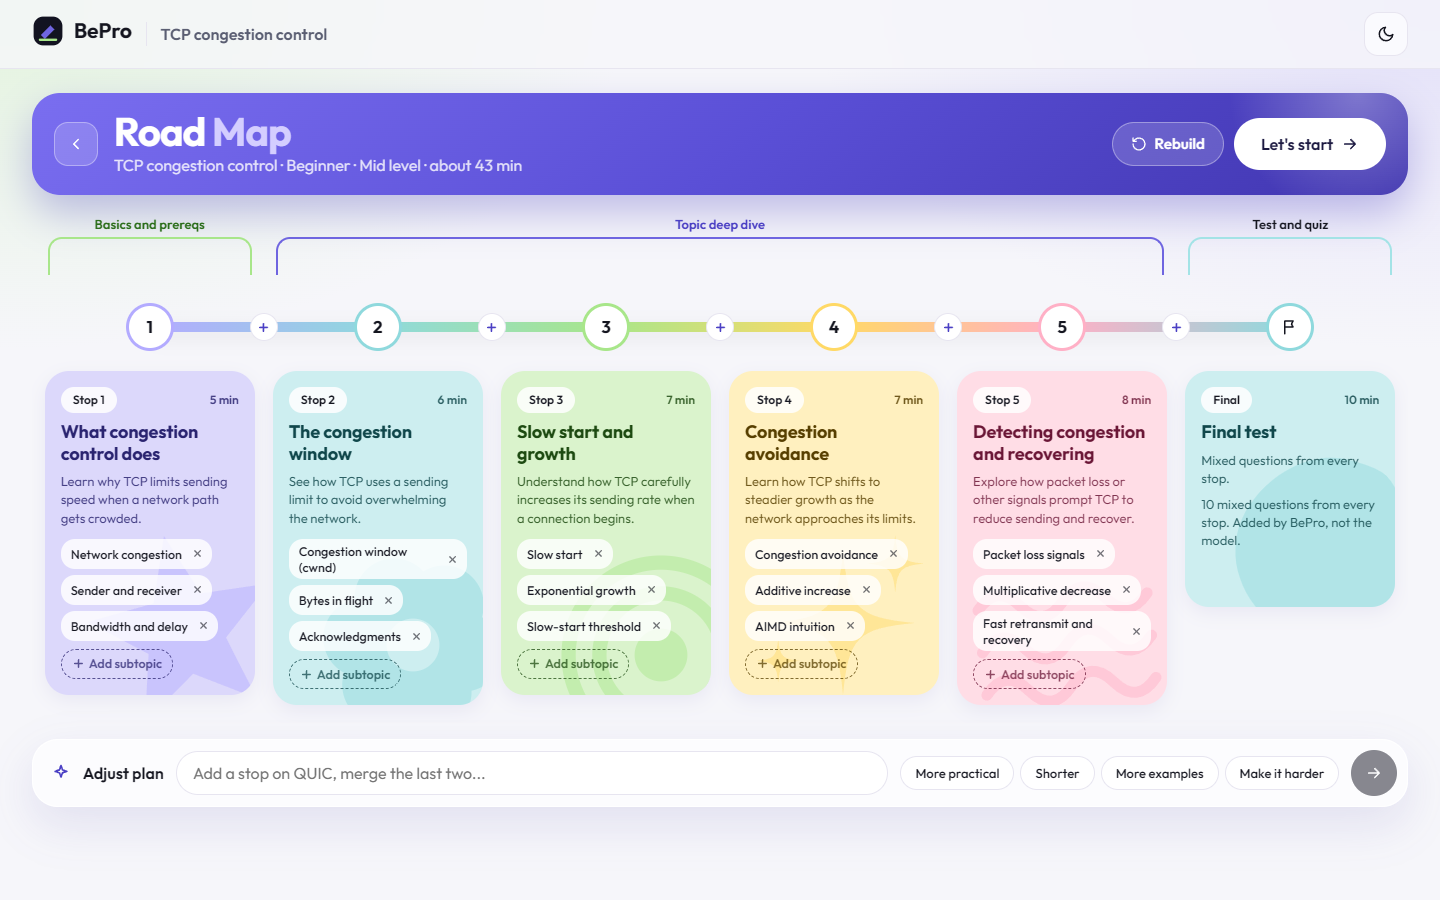 BePro
TCP congestion control
Road Map
TCP congestion control · Beginner · Mid level · about 43 min
Rebuild
Let's start
Basics and prereqs
Topic deep dive
Test and quiz
1
2
3
4
5
Stop 1
5 min
What congestion
control does
Learn why TCP limits sending
speed when a network path
gets crowded.
Network congestion
Sender and receiver
Bandwidth and delay
Add subtopic
Stop 2
6 min
The congestion
window
See how TCP uses a sending
limit to avoid overwhelming
the network.
Congestion window
(cwnd)
Bytes in flight
Acknowledgments
Add subtopic
Stop 3
7 min
Slow start and
growth
Understand how TCP carefully
increases its sending rate when
a connection begins.
Slow start
Exponential growth
Slow-start threshold
Add subtopic
Stop 4
7 min
Congestion
avoidance
Learn how TCP shifts to
steadier growth as the
network approaches its limits.
Congestion avoidance
Additive increase
AIMD intuition
Add subtopic
Stop 5
8 min
Detecting congestion
and recovering
Explore how packet loss or
other signals prompt TCP to
reduce sending and recover.
Packet loss signals
Multiplicative decrease
Fast retransmit and
recovery
Add subtopic
Final
10 min
Final test
Mixed questions from every
stop.
10 mixed questions from every
stop. Added by BePro, not the
model.
Adjust plan
Add a stop on QUIC, merge the last two...
More practical
Shorter
More examples
Make it harder